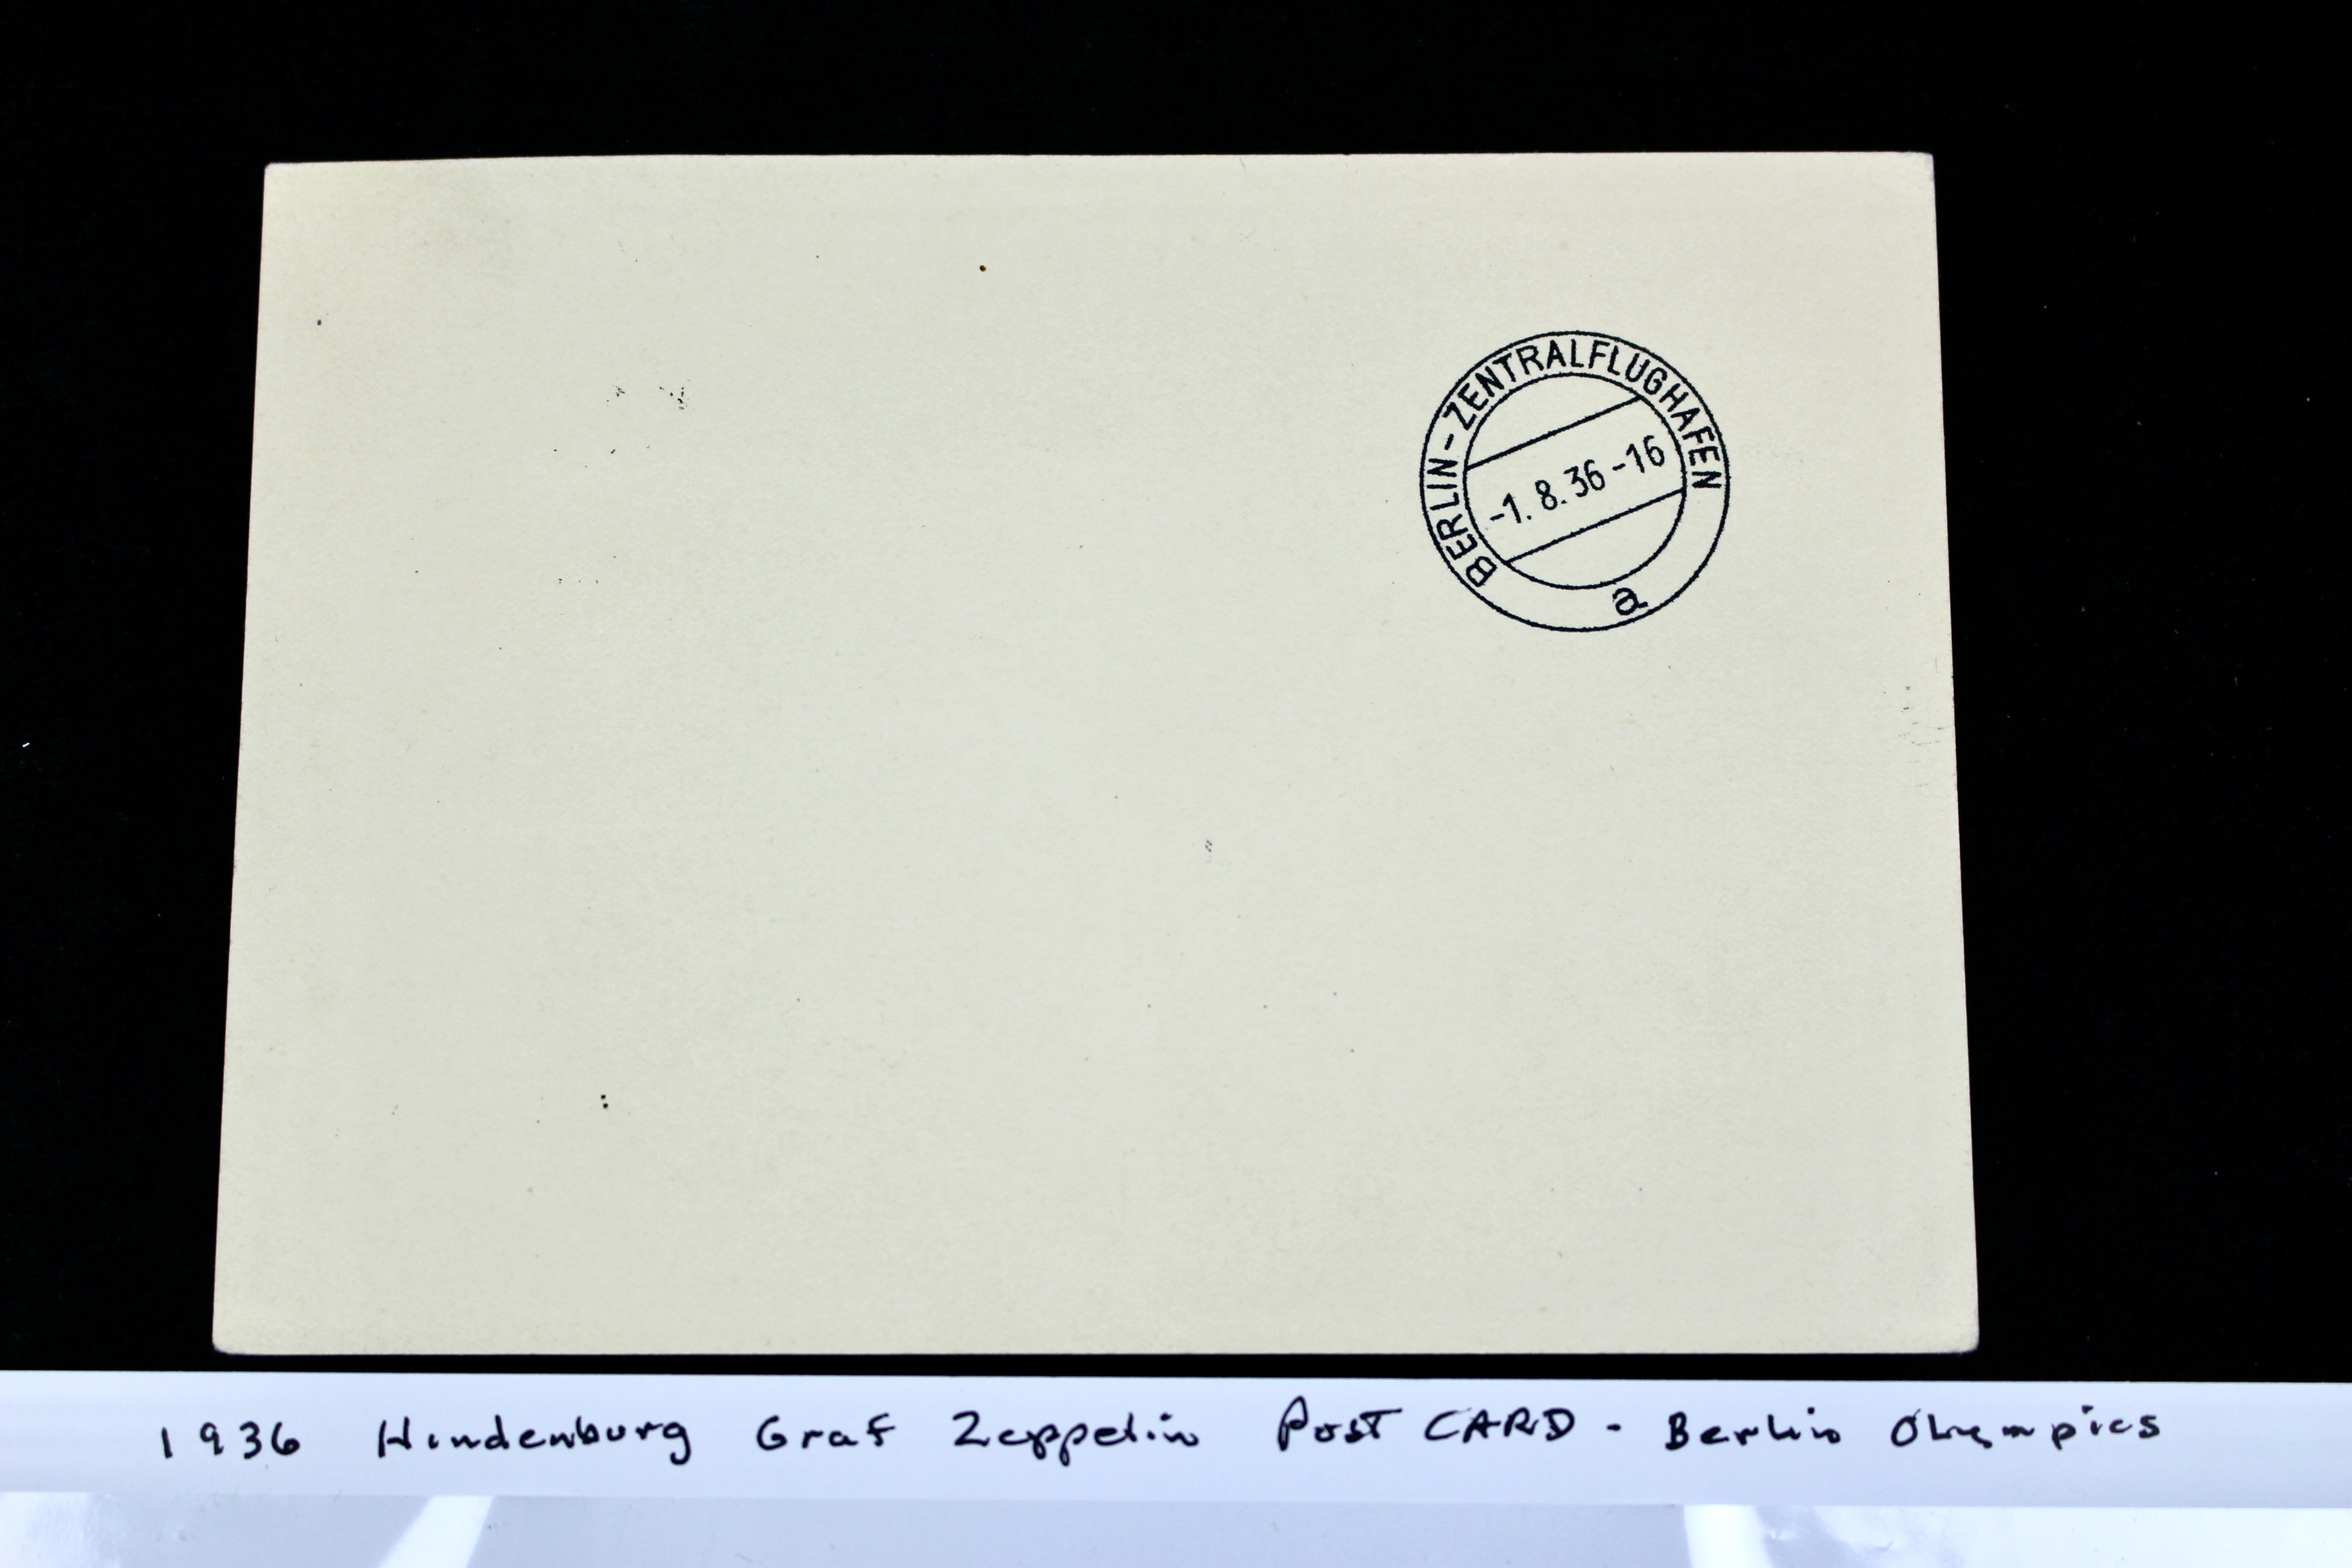 BERLIN-ZENTRALFLUGHAFEN
-1.8.36-16
a
1936 Hindenburg Graf Zeppelin Post CARD - Berlin Olympics